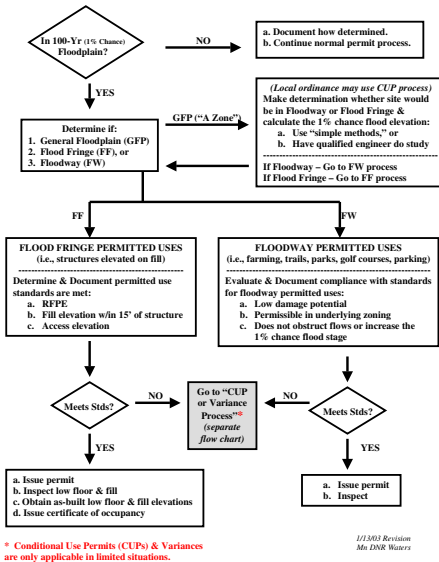 In 100-Yr (1% Chance)
Floodplain?
NO
a. Document how determined.
b. Continue normal permit process.
YES
Determine if:
1. General Floodplain (GFP)
2. Flood Fringe (FF), or
3. Floodway (FW)
GFP ("A Zone")
(Local ordinance may use CUP process)
Make determination whether site would
be in Floodway or Flood Fringe &
calculate the 1% chance flood elevation:
a. Use "simple methods," or
b. Have qualified engineer do study
If Floodway – Go to FW process
If Flood Fringe – Go to FF process
FF
FW
FLOOD FRINGE PERMITTED USES
(i.e., structures elevated on fill)
Determine & Document permitted use
standards are met:
a. RFPE
b. Fill elevation w/in 15' of structure
c. Access elevation
FLOODWAY PERMITTED USES
(i.e., farming, trails, parks, golf courses, parking)
Evaluate & Document compliance with standards
for floodway permitted uses:
a. Low damage potential
b. Permissible in underlying zoning
c. Does not obstruct flows or increase the
1% chance flood stage
Meets Stds?
NO
Go to "CUP
or Variance
Process"*
(separate
flow chart)
NO
Meets Stds?
YES
YES
a. Issue permit
b. Inspect low floor & fill
c. Obtain as-built low floor & fill elevations
d. Issue certificate of occupancy
a. Issue permit
b. Inspect
* Conditional Use Permits (CUPs) & Variances
are only applicable in limited situations.
1/13/03 Revision
Mn DNR Waters